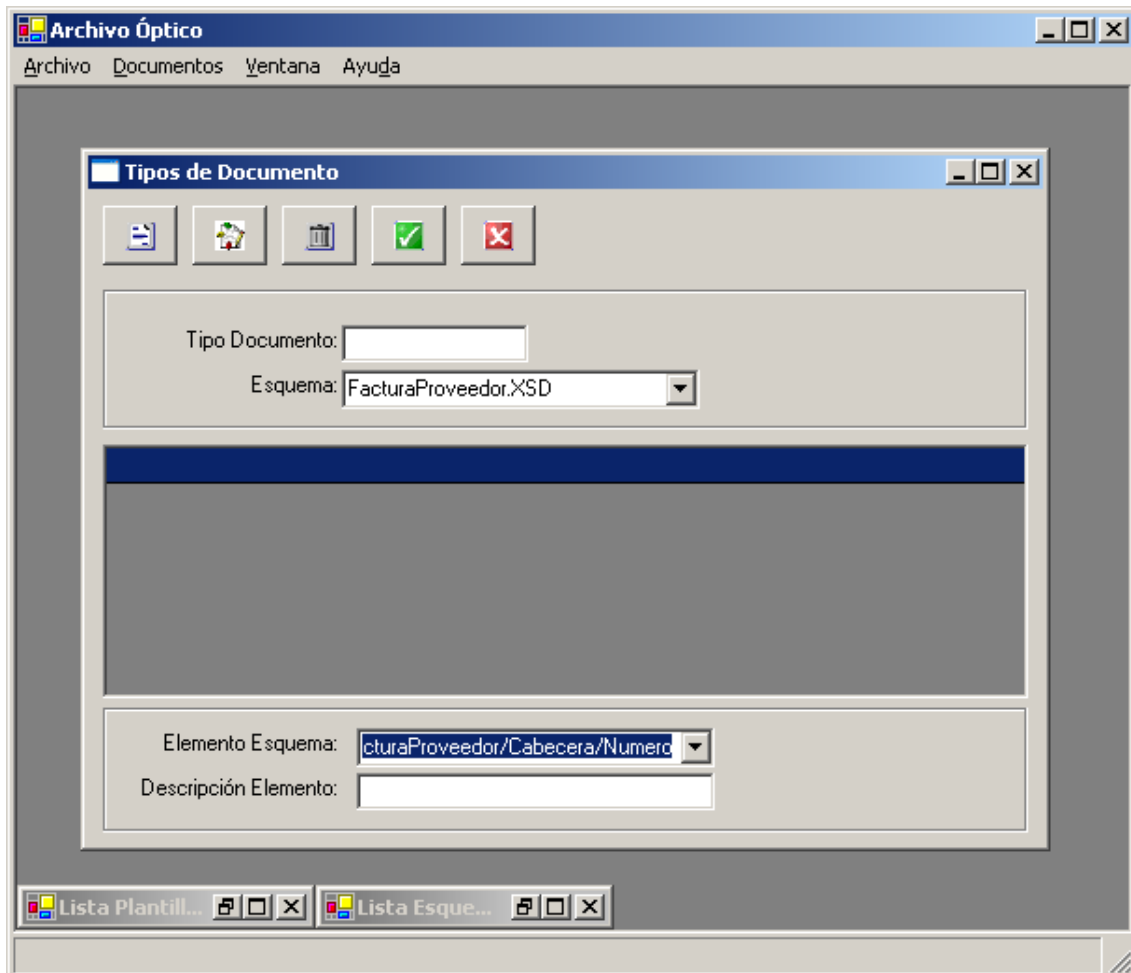 Archivo Óptico
Archivo Documentos Ventana Ayuda
Tipos de Documento
Tipo Documento:
Esquema: FacturaProveedor.XSD
Elemento Esquema: cturaProveedor/Cabecera/Numero
Descripción Elemento:
Lista Plantill... Lista Esque...